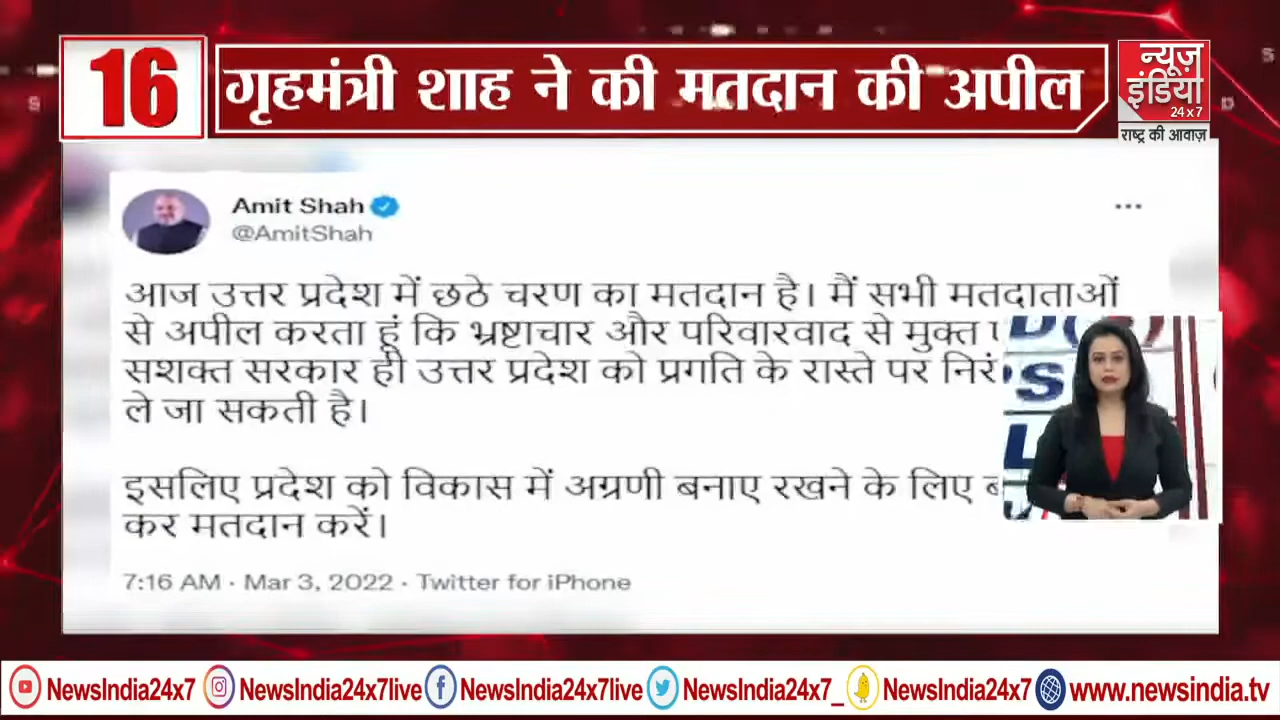 16
गृहमंत्री शाह ने की मतदान की अपील
न्यूज़
इंडिया
24x7
राष्ट्र की आवाज़
Amit Shah
@AmitShah
आज उत्तर प्रदेश में छठे चरण का मतदान है। मैं सभी मतदाताओं
से अपील करता हूं कि भ्रष्टाचार और परिवारवाद से मुक्त
सशक्त सरकार ही उत्तर प्रदेश को प्रगति के रास्ते पर
ले जा सकती है।
इसलिए प्रदेश को विकास में अग्रणी बनाए रखने के लिए
कर मतदान करें।
7:16 AM · Mar 3, 2022 · Twitter for iPhone
NewsIndia24x7 NewsIndia24x7live NewsIndia24x7live NewsIndia24x7_ NewsIndia24x7 www.newsindia.tv